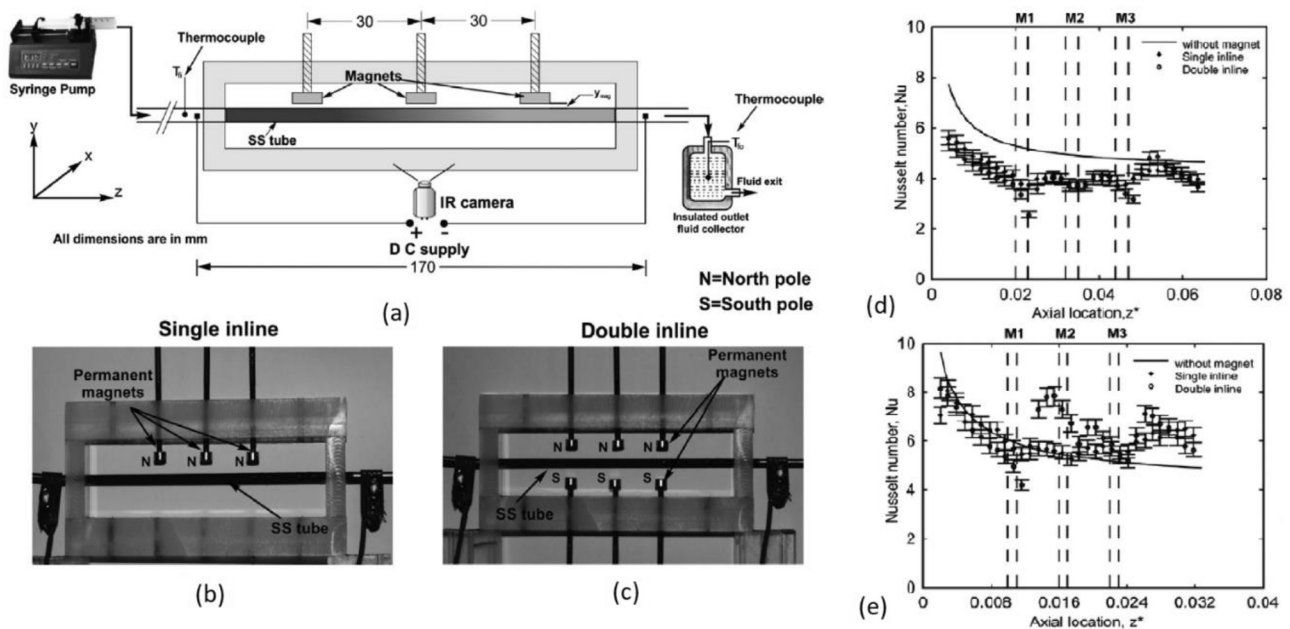 Syringe Pump
Thermocouple
T_fi
30
30
Magnets
y_mag
SS tube
Thermocouple
T_fo
Fluid exit
Insulated outlet
fluid collector
y
x
z
IR camera
+ -
D C supply
All dimensions are in mm
170
N=North pole
S=South pole
(a)
Single inline
Permanent
magnets
N N N
SS tube
(b)
Double inline
Permanent
magnets
N N N
S S S
SS tube
(c)
M1 M2 M3
without magnet
Single inline
Double inline
Nusselt number,Nu
10
8
6
4
2
0
0 0.02 0.04 0.06 0.08
Axial location,z*
(d)
M1 M2 M3
without magnet
Single inline
Double inline
Nusselt number, Nu
10
8
6
4
2
0
0 0.008 0.016 0.024 0.032 0.04
Axial location, z*
(e)